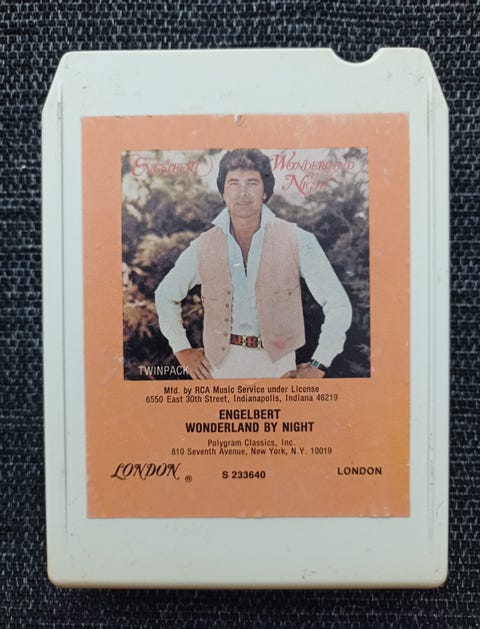 ENGELBERT
WONDERLAND
BY
NIGHT
TWINPACK
Mfd. by RCA Music Service under License
6550 East 30th Street, Indianapolis, Indiana 46219
ENGELBERT
WONDERLAND BY NIGHT
Polygram Classics, Inc.
810 Seventh Avenue, New York, N.Y. 10019
LONDON ® S 233640 LONDON